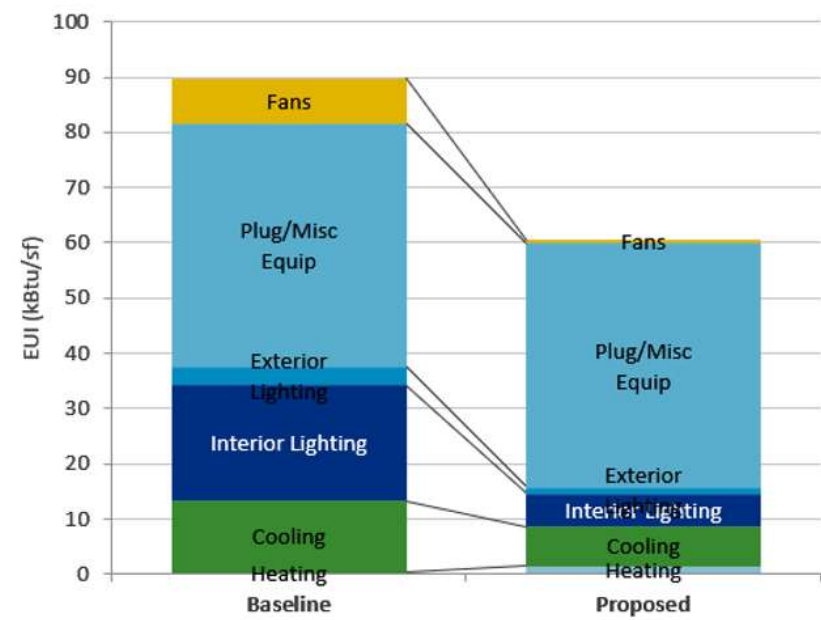 100
90
80
70
60
50
40
30
20
10
0
EUI (kBtu/sf)
Fans
Plug/Misc
Equip
Exterior
Lighting
Interior Lighting
Cooling
Heating
Baseline
Fans
Plug/Misc
Equip
Exterior
Lighting
Interior Lighting
Cooling
Heating
Proposed